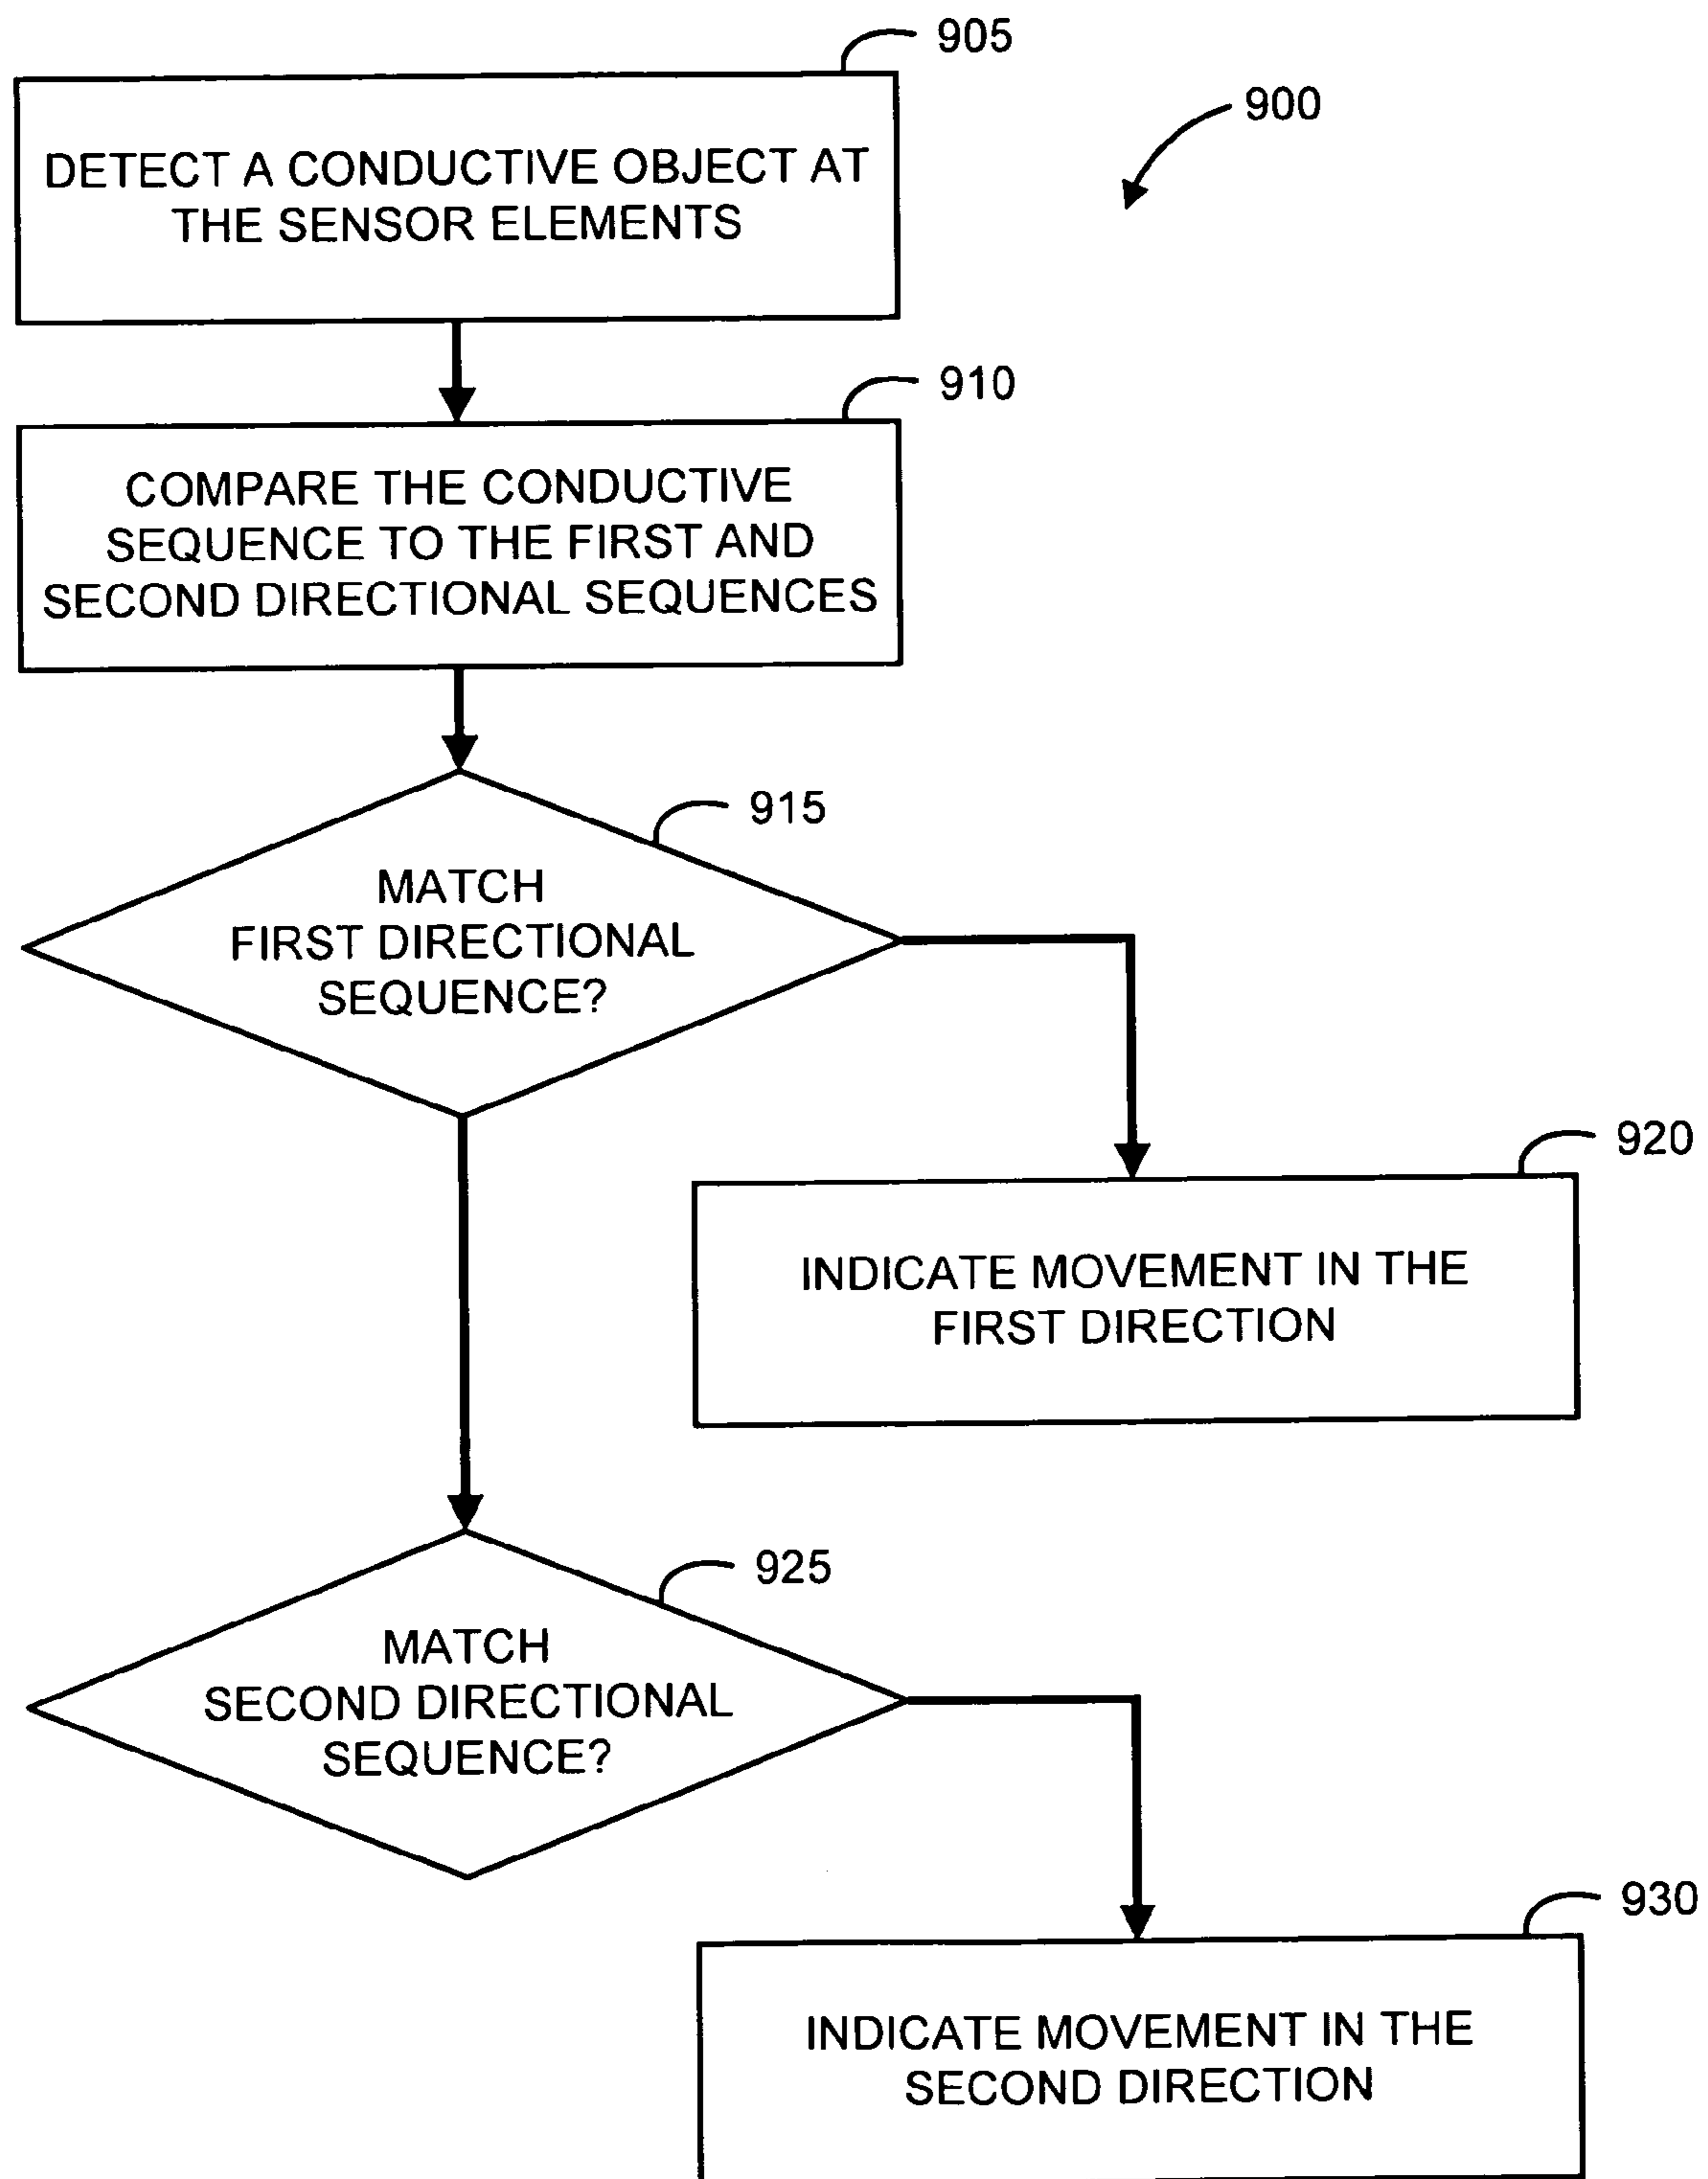 905
900
DETECT A CONDUCTIVE OBJECT AT
THE SENSOR ELEMENTS
910
COMPARE THE CONDUCTIVE
SEQUENCE TO THE FIRST AND
SECOND DIRECTIONAL SEQUENCES
915
MATCH
FIRST DIRECTIONAL
SEQUENCE?
920
INDICATE MOVEMENT IN THE
FIRST DIRECTION
925
MATCH
SECOND DIRECTIONAL
SEQUENCE?
930
INDICATE MOVEMENT IN THE
SECOND DIRECTION